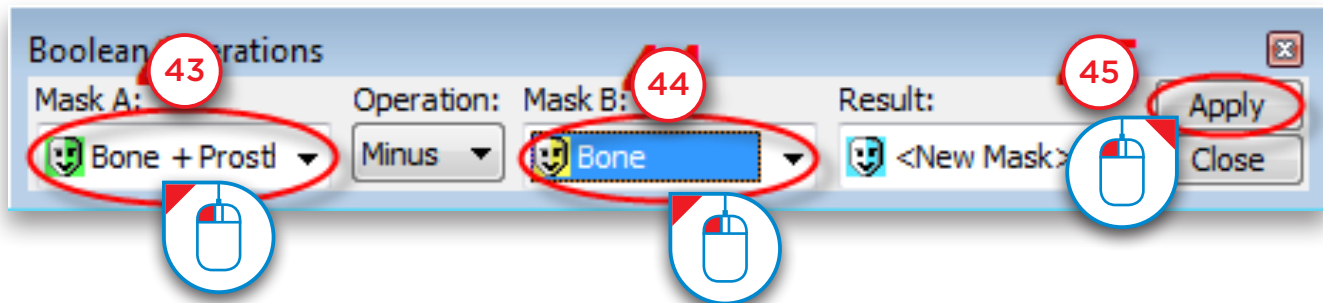 Boolean Operations
43 44 45
Mask A: Operation: Mask B: Result: Apply
Bone + Prostl Minus Bone <New Mask> Close